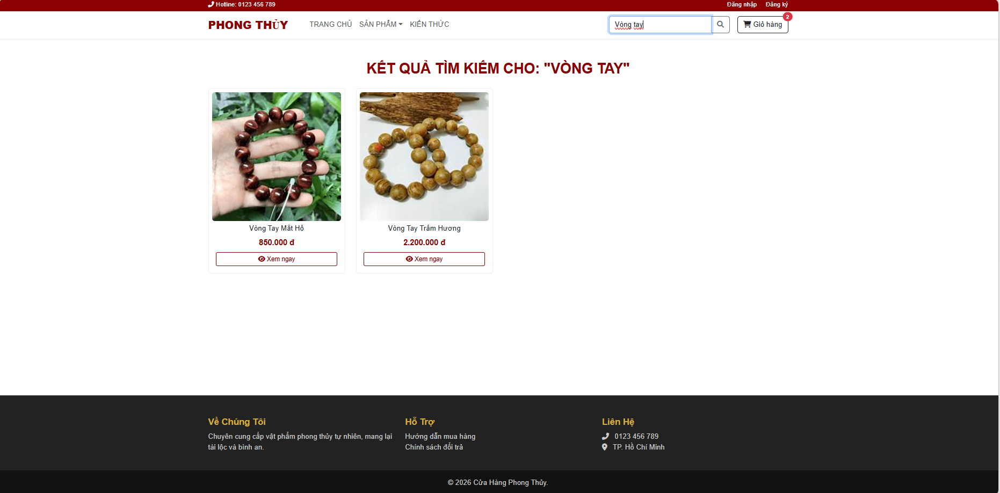 Hotline: 0123 456 789
Đăng nhập Đăng ký
PHONG THỦY
TRANG CHỦ SẢN PHẨM KIẾN THỨC
Vòng tay
Giỏ hàng
2
KẾT QUẢ TÌM KIẾM CHO: "VÒNG TAY"
Vòng Tay Mắt Hổ
850.000 đ
Xem ngay
Vòng Tay Trầm Hương
2.200.000 đ
Xem ngay
Về Chúng Tôi
Chuyên cung cấp vật phẩm phong thủy tự nhiên, mang lại
tài lộc và bình an.
Hỗ Trợ
Hướng dẫn mua hàng
Chính sách đổi trả
Liên Hệ
0123 456 789
TP. Hồ Chí Minh
© 2026 Cửa Hàng Phong Thủy.